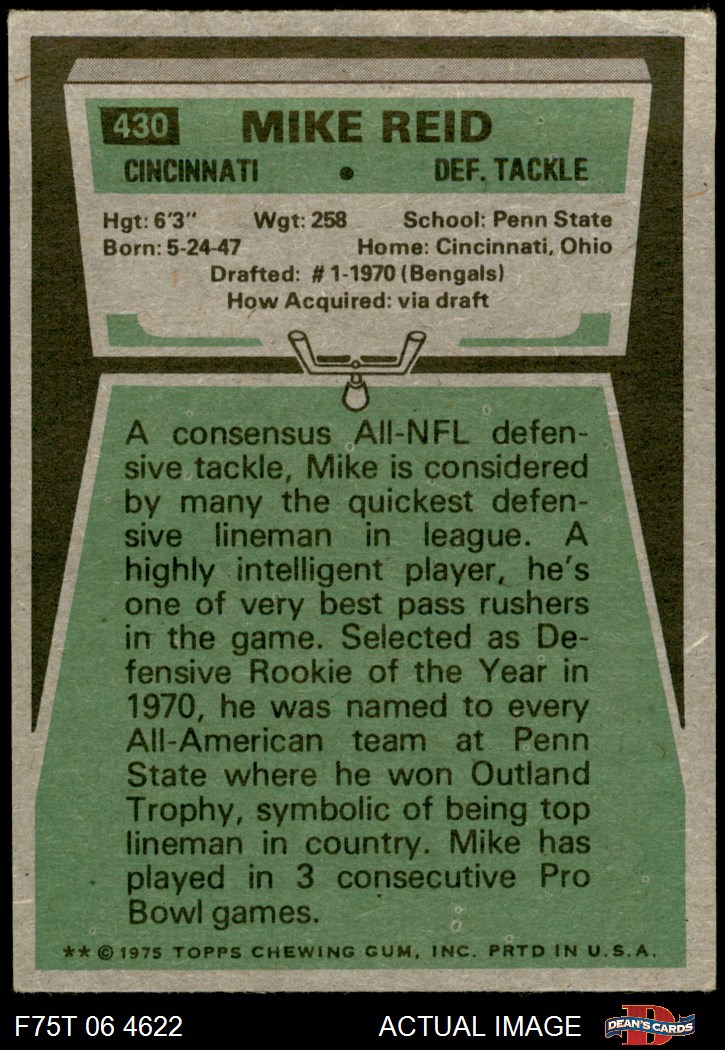 430 MIKE REID
CINCINNATI • DEF. TACKLE
Hgt: 6'3" Wgt: 258 School: Penn State
Born: 5-24-47 Home: Cincinnati, Ohio
Drafted: #1-1970 (Bengals)
How Acquired: via draft
A consensus All-NFL defen-
sive tackle, Mike is considered
by many the quickest defen-
sive lineman in league. A
highly intelligent player, he's
one of very best pass rushers
in the game. Selected as De-
fensive Rookie of the Year in
1970, he was named to every
All-American team at Penn
State where he won Outland
Trophy, symbolic of being top
lineman in country. Mike has
played in 3 consecutive Pro
Bowl games.
** © 1975 TOPPS CHEWING GUM, INC. PRTD IN U.S.A.
F75T 06 4622 ACTUAL IMAGE D DEAN'S CARDS